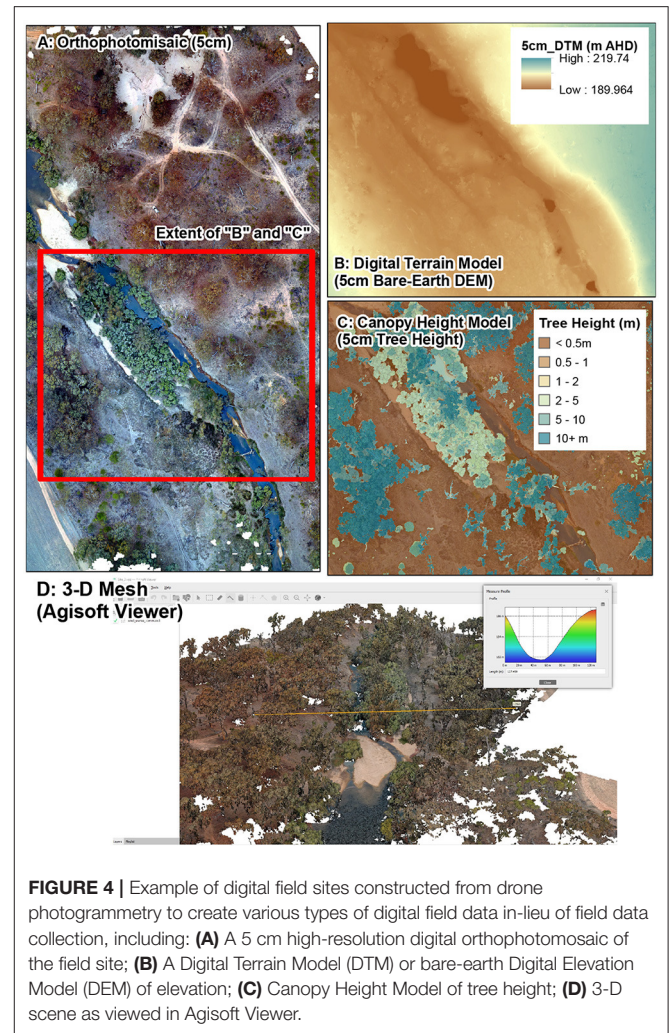 A: Orthophotomisaic (5cm)
Extent of "B" and "C"
5cm_DTM (m AHD)
High : 219.74
Low : 189.964
B: Digital Terrain Model
(5cm Bare-Earth DEM)
C: Canopy Height Model
(5cm Tree Height)
Tree Height (m)
< 0.5m
0.5 - 1
1 - 2
2 - 5
5 - 10
10+ m
D: 3-D Mesh
(Agisoft Viewer)
Tools Help
Measure Profile
Profile
Close
FIGURE 4 | Example of digital field sites constructed from drone
photogrammetry to create various types of digital field data in-lieu of field data
collection, including: (A) A 5 cm high-resolution digital orthophotomosaic of
the field site; (B) A Digital Terrain Model (DTM) or bare-earth Digital Elevation
Model (DEM) of elevation; (C) Canopy Height Model of tree height; (D) 3-D
scene as viewed in Agisoft Viewer.